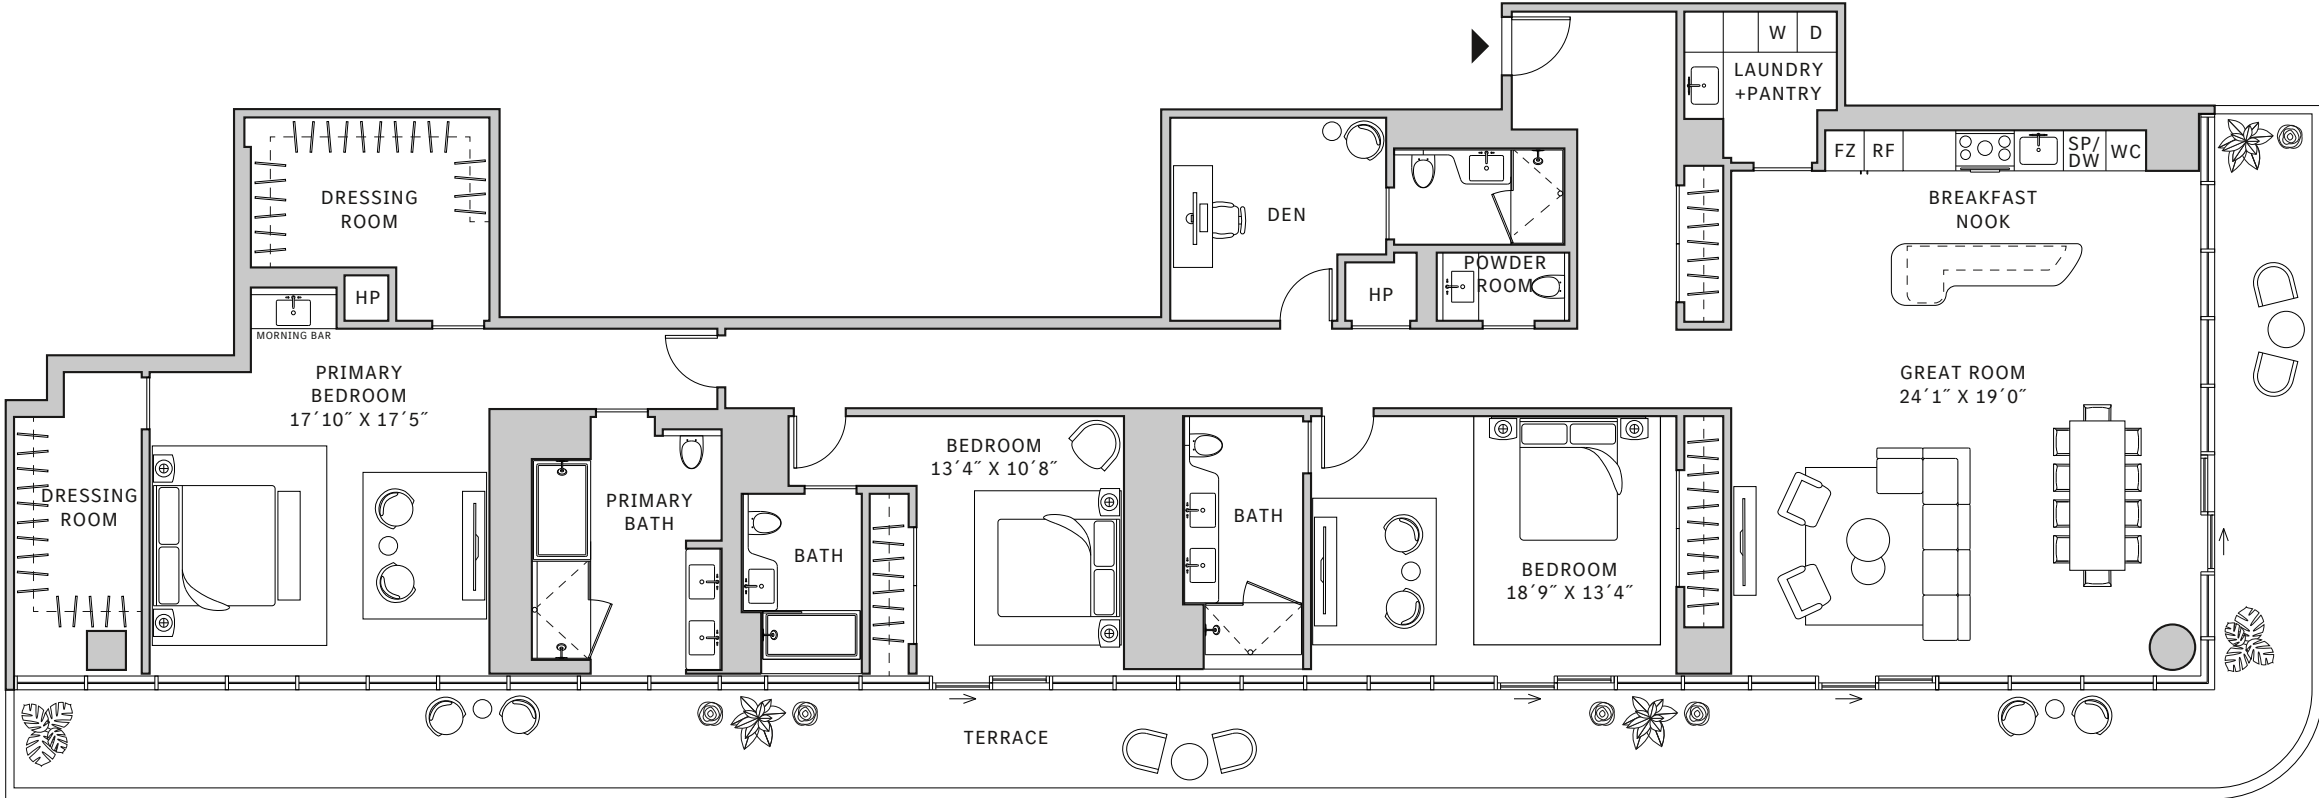 W
D
LAUNDRY
+PANTRY
FZ
RF
SP/
DW
WC
DRESSING
ROOM
DEN
BREAKFAST
NOOK
POWDER
ROOM
HP
HP
MORNING BAR
PRIMARY
BEDROOM
17´10˝ X 17´5˝
GREAT ROOM
24´1˝ X 19´0˝
BEDROOM
13´4˝ X 10´8˝
DRESSING
ROOM
PRIMARY
BATH
BATH
BATH
BEDROOM
18´9˝ X 13´4˝
TERRACE